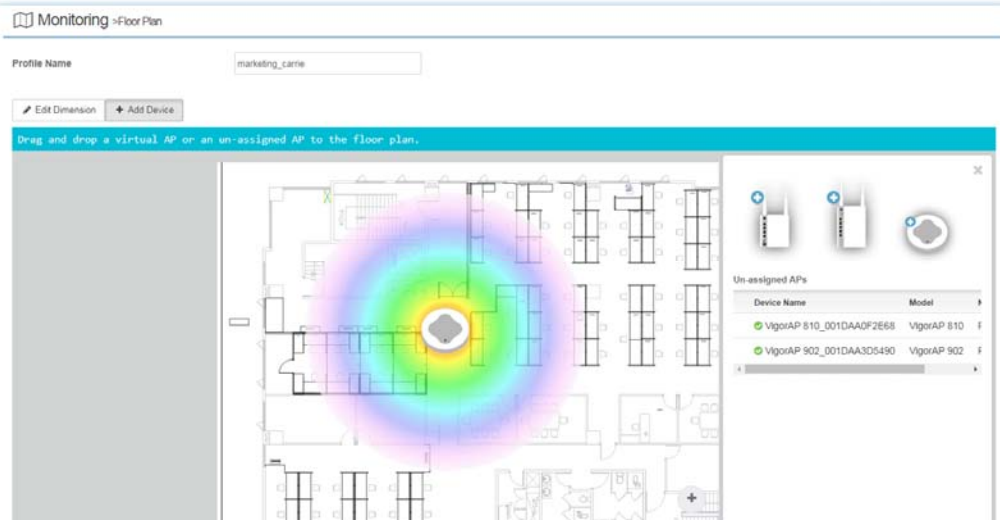 Monitoring >Floor Plan
Profile Name
marketing_carrie
Edit Dimension
+ Add Device
Drag and drop a virtual AP or an un-assigned AP to the floor plan.
Un-assigned APs
Device Name Model
VigorAP 810_001DAA0F2E68 VigorAP 810
VigorAP 902_001DAA3D5490 VigorAP 902